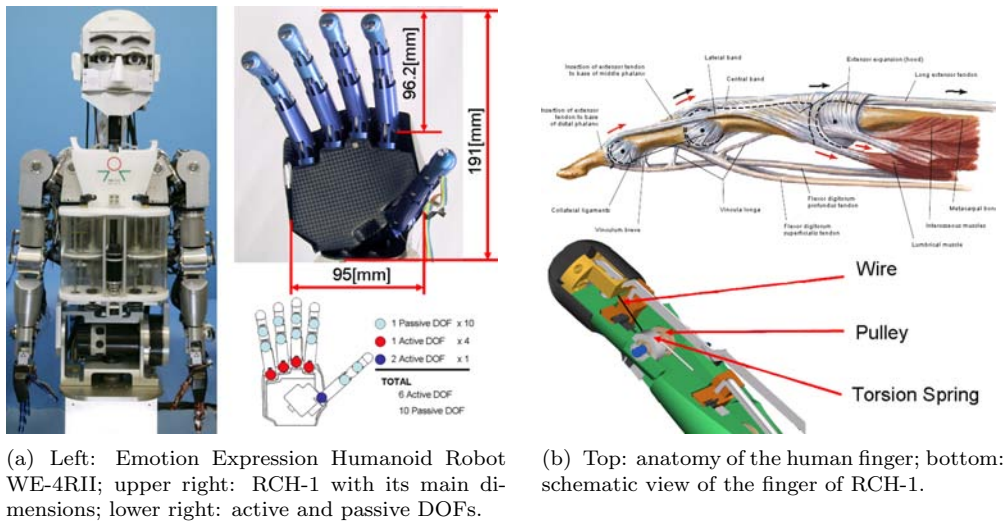 96.2[mm]
191[mm]
95[mm]
1 Passive DOF x 10
1 Active DOF x 4
2 Active DOF x 1
TOTAL
6 Active DOF
10 Passive DOF
Lateral band
Insertion of extensor tendon
to base of middle phalanx
Central band
Extensor expansion (hood)
Long extensor tendon
Insertion of extensor
tendon to base
of distal phalanx
Collateral ligaments
Vinculum breve
Vincula longa
Flexor digitorum
profundus tendon
Flexor digitorum
superficialis tendon
Metacarpal bone
Interosseous muscles
Lumbrical muscle
Wire
Pulley
Torsion Spring
(a) Left: Emotion Expression Humanoid Robot
WE-4RII; upper right: RCH-1 with its main di-
mensions; lower right: active and passive DOFs.
(b) Top: anatomy of the human finger; bottom:
schematic view of the finger of RCH-1.